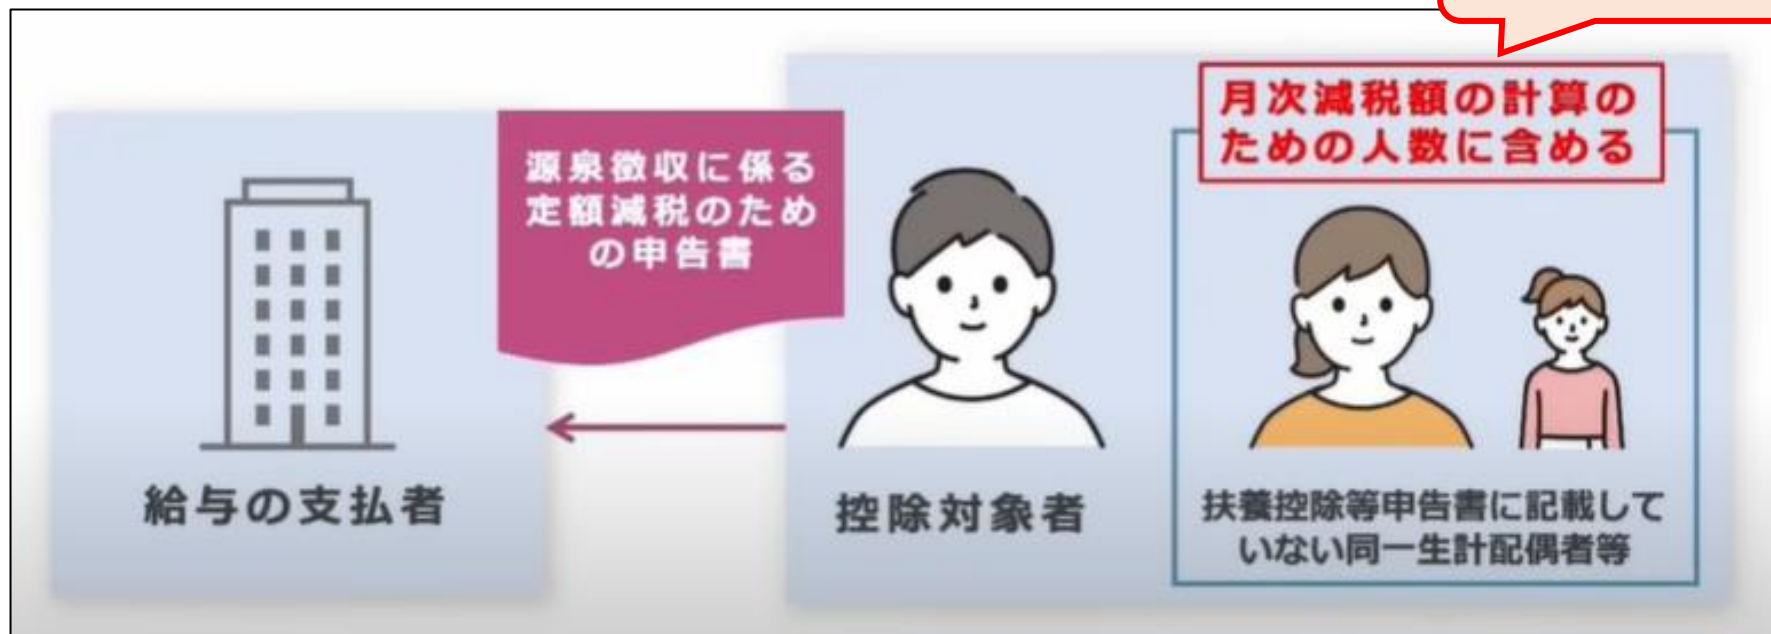 源泉徴収に係る
定額減税のため
の申告書
給与の支払者
控除対象者
月次減税額の計算の
ための人数に含める
扶養控除等申告書に記載して
いない同一生計配偶者等